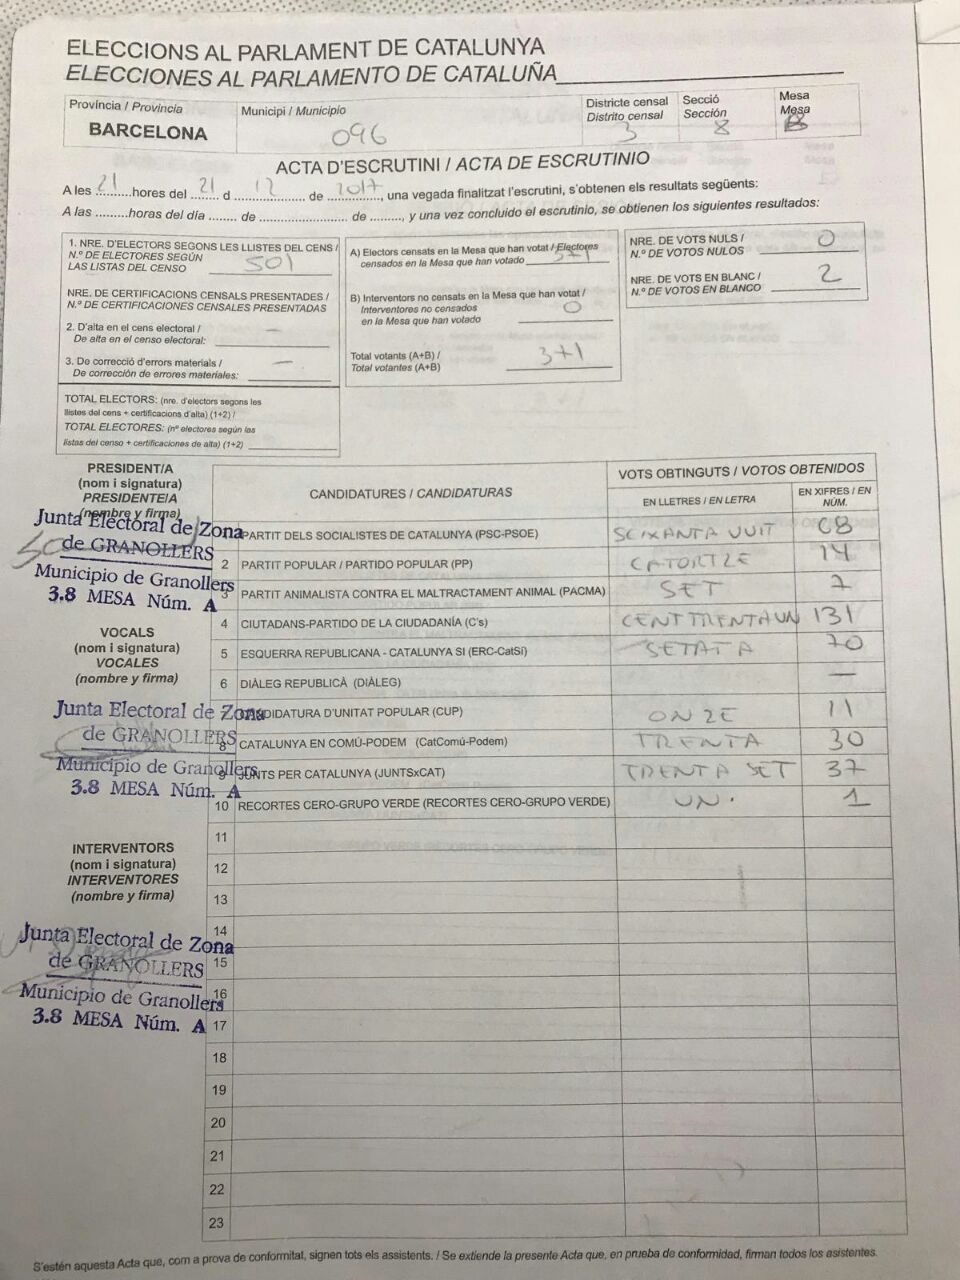 ELECCIONS AL PARLAMENT DE CATALUNYA
ELECCIONES AL PARLAMENTO DE CATALUÑA
Província / Provincia
BARCELONA
Municipi / Municipio
096
Districte censal
Distrito censal
3
Secció
Sección
8
Mesa
Mesa
ACTA D'ESCRUTINI / ACTA DE ESCRUTINIO
A les 21 hores del 21 d 12 de 2017, una vegada finalitzat l'escrutini, s'obtenen els resultats següents:
A las .........horas del día ....... de .................... de ........., y una vez concluido el escrutinio, se obtienen los siguientes resultados:
1. NRE. D'ELECTORS SEGONS LES LLISTES DEL CENS /
N.º DE ELECTORES SEGÚN
LAS LISTAS DEL CENSO 501
NRE. DE CERTIFICACIONS CENSALS PRESENTADES /
N.º DE CERTIFICACIONES CENSALES PRESENTADAS
2. D'alta en el cens electoral / —
De alta en el censo electoral:
3. De correcció d'errors materials / —
De corrección de errores materiales:
TOTAL ELECTORS: (nre. d'electors segons les
llistes del cens + certificacions d'alta) (1+2) /
TOTAL ELECTORES: (nº electores según las
listas del censo + certificaciones de alta) (1+2)
A) Electors censats en la Mesa que han votat / Electores
censados en la Mesa que han votado 371
B) Interventors no censats en la Mesa que han votat /
Interventores no censados
en la Mesa que han votado 0
Total votants (A+B) /
Total votantes (A+B) 371
NRE. DE VOTS NULS /
N.º DE VOTOS NULOS 0
NRE. DE VOTS EN BLANC /
N.º DE VOTOS EN BLANCO 2
PRESIDENT/A
(nom i signatura)
PRESIDENTE/A
(nombre y firma)
Junta Electoral de Zona
de GRANOLLERS
Municipio de Granollers
3.8 MESA Núm. A
VOCALS
(nom i signatura)
VOCALES
(nombre y firma)
Junta Electoral de Zona
de GRANOLLERS
Municipio de Granollers
3.8 MESA Núm. A
INTERVENTORS
(nom i signatura)
INTERVENTORES
(nombre y firma)
Junta Electoral de Zona
de GRANOLLERS
Municipio de Granollers
3.8 MESA Núm. A
CANDIDATURES / CANDIDATURAS
VOTS OBTINGUTS / VOTOS OBTENIDOS
EN LLETRES / EN LETRA
EN XIFRES / EN NÚM.
PARTIT DELS SOCIALISTES DE CATALUNYA (PSC-PSOE) SEIXANTA VUIT 68
2 PARTIT POPULAR / PARTIDO POPULAR (PP) CATORTZE 14
3 PARTIT ANIMALISTA CONTRA EL MALTRACTAMENT ANIMAL (PACMA) SET 7
4 CIUTADANS-PARTIDO DE LA CIUDADANÍA (C's) CENT TRENTA UN 131
5 ESQUERRA REPUBLICANA - CATALUNYA SI (ERC-CatSí) SETATA 70
6 DIÀLEG REPUBLICÀ (DIÀLEG) —
7 CANDIDATURA D'UNITAT POPULAR (CUP) ONZE 11
8 CATALUNYA EN COMÚ-PODEM (CatComú-Podem) TRENTA 30
9 JUNTS PER CATALUNYA (JUNTSxCAT) TRENTA SET 37
10 RECORTES CERO-GRUPO VERDE (RECORTES CERO-GRUPO VERDE) UN. 1
11
12
13
14
15
16
17
18
19
20
21
22
23
S'estén aquesta Acta que, com a prova de conformitat, signen tots els assistents. / Se extiende la presente Acta que, en prueba de conformidad, firman todos los asistentes.